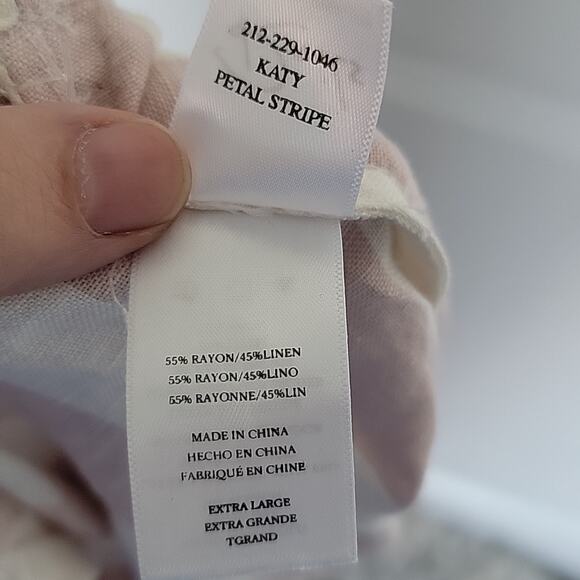 212-229-1046
KATY
PETAL STRIPE
55% RAYON/45%LINEN
55% RAYON/45%LINO
55% RAYONNE/45%LIN
MADE IN CHINA
HECHO EN CHINA
FABRIQUÉ EN CHINE
EXTRA LARGE
EXTRA GRANDE
TGRAND